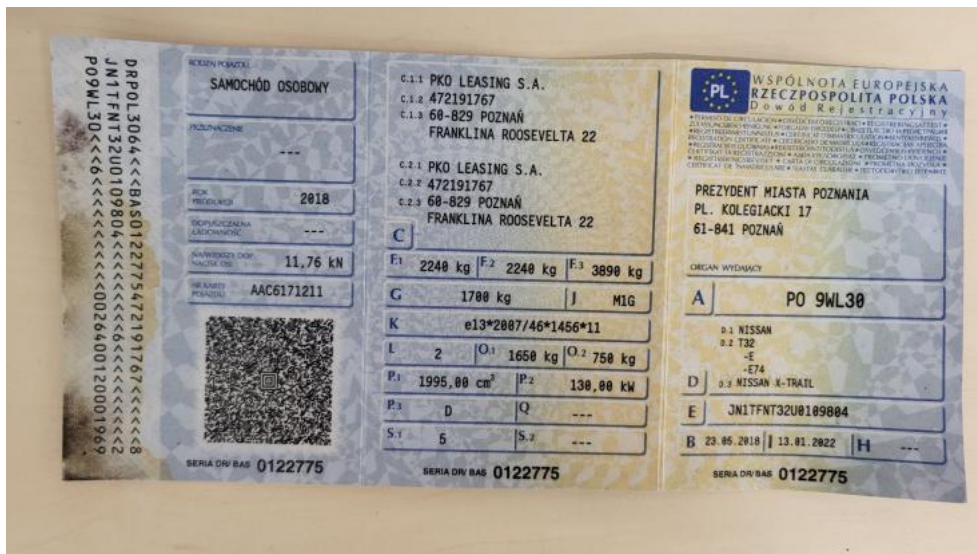 DRPOL3064<<<BAS0122775472191767<<<<<<8
JN1TFNT32U0109804<<<<<<6<<<<<<<<<<<<2
PO9WL30<<<6<<<<<<<<<<002640012000196９
RODZAJ POJAZDU
SAMOCHÓD OSOBOWY
PRZEZNACZENIE
---
ROK PRODUKCJI 2018
DOPUSZCZALNA ŁADOWNOŚĆ ---
NAJWIĘKSZY DOP. NACISK OSI 11,76 kN
NR KARTY POJAZDU AAC6171211
SERIA DR/ BAS 0122775
C.1.1 PKO LEASING S.A.
C.1.2 472191767
C.1.3 60-829 POZNAŃ
FRANKLINA ROOSEVELTA 22
C.2.1 PKO LEASING S.A.
C.2.2 472191767
C.2.3 60-829 POZNAŃ
FRANKLINA ROOSEVELTA 22
C
F.1 2240 kg F.2 2240 kg F.3 3890 kg
G 1700 kg J M1G
K e13*2007/46*1456*11
L 2 O.1 1650 kg O.2 750 kg
P.1 1995,00 cm³ P.2 130,00 kW
P.3 D Q ---
S.1 5 S.2 ---
SERIA DR/ BAS 0122775
PL
WSPÓLNOTA EUROPEJSKA
RZECZPOSPOLITA POLSKA
Dowód Rejestracyjny
PREZYDENT MIASTA POZNANIA
PL. KOLEGIACKI 17
61-841 POZNAŃ
ORGAN WYDAJĄCY
A PO 9WL30
D.1 NISSAN
D.2 T32
-E
-E74
D D.3 NISSAN X-TRAIL
E JN1TFNT32U0109804
B 23.05.2018 I 13.01.2022 H ---
SERIA DR/ BAS 0122775